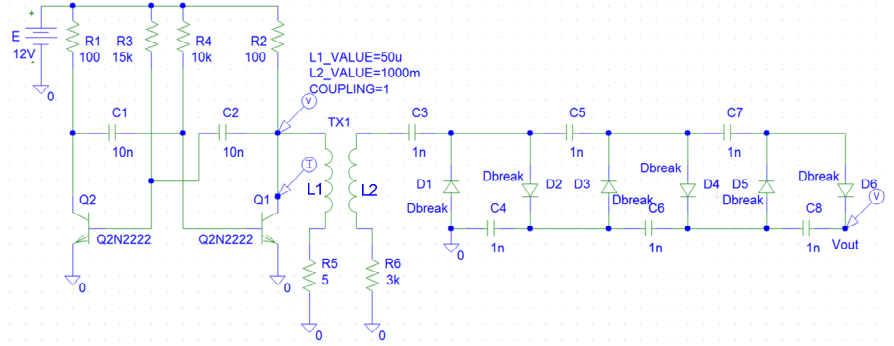 +
E
12V
-
0
R1
100
R3
15k
R4
10k
R2
100
L1_VALUE=50u
L2_VALUE=1000m
COUPLING=1
V
C1
10n
C2
10n
TX1
L1
L2
I
C3
1n
C5
1n
C7
1n
D1
Dbreak
Dbreak
D2
D3
Dbreak
Dbreak
D4
D5
Dbreak
Dbreak
D6
V
C4
1n
C6
1n
C8
1n
Vout
0
Q2
Q2N2222
0
Q1
Q2N2222
0
R5
5
0
R6
3k
0